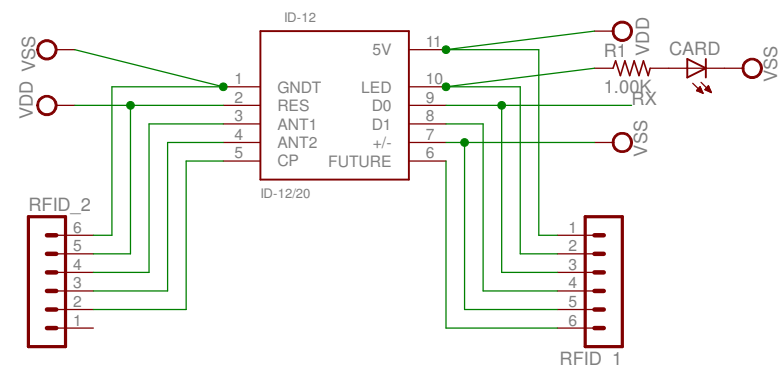 ID-12
VSS
VDD
1
2
3
4
5
GNDT
RES
ANT1
ANT2
CP
5V
LED
D0
D1
+/-
FUTURE
11
10
9
8
7
6
ID-12/20
VDD
R1
1.00K
CARD
VSS
RX
VSS
RFID_2
6
5
4
3
2
1
1
2
3
4
5
6
RFID_1